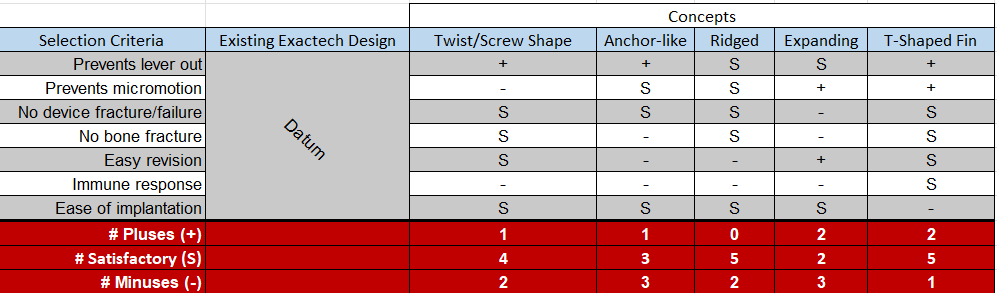 Concepts
Selection Criteria Existing Exactech Design Twist/Screw Shape Anchor-like Ridged Expanding T-Shaped Fin
Prevents lever out + + S S +
Prevents micromotion - S S + +
No device fracture/failure S S S - S
Datum
No bone fracture S - S - S
Easy revision S - - + S
Immune response - - - - S
Ease of implantation S S S S -
# Pluses (+) 1 1 0 2 2
# Satisfactory (S) 4 3 5 2 5
# Minuses (-) 2 3 2 3 1